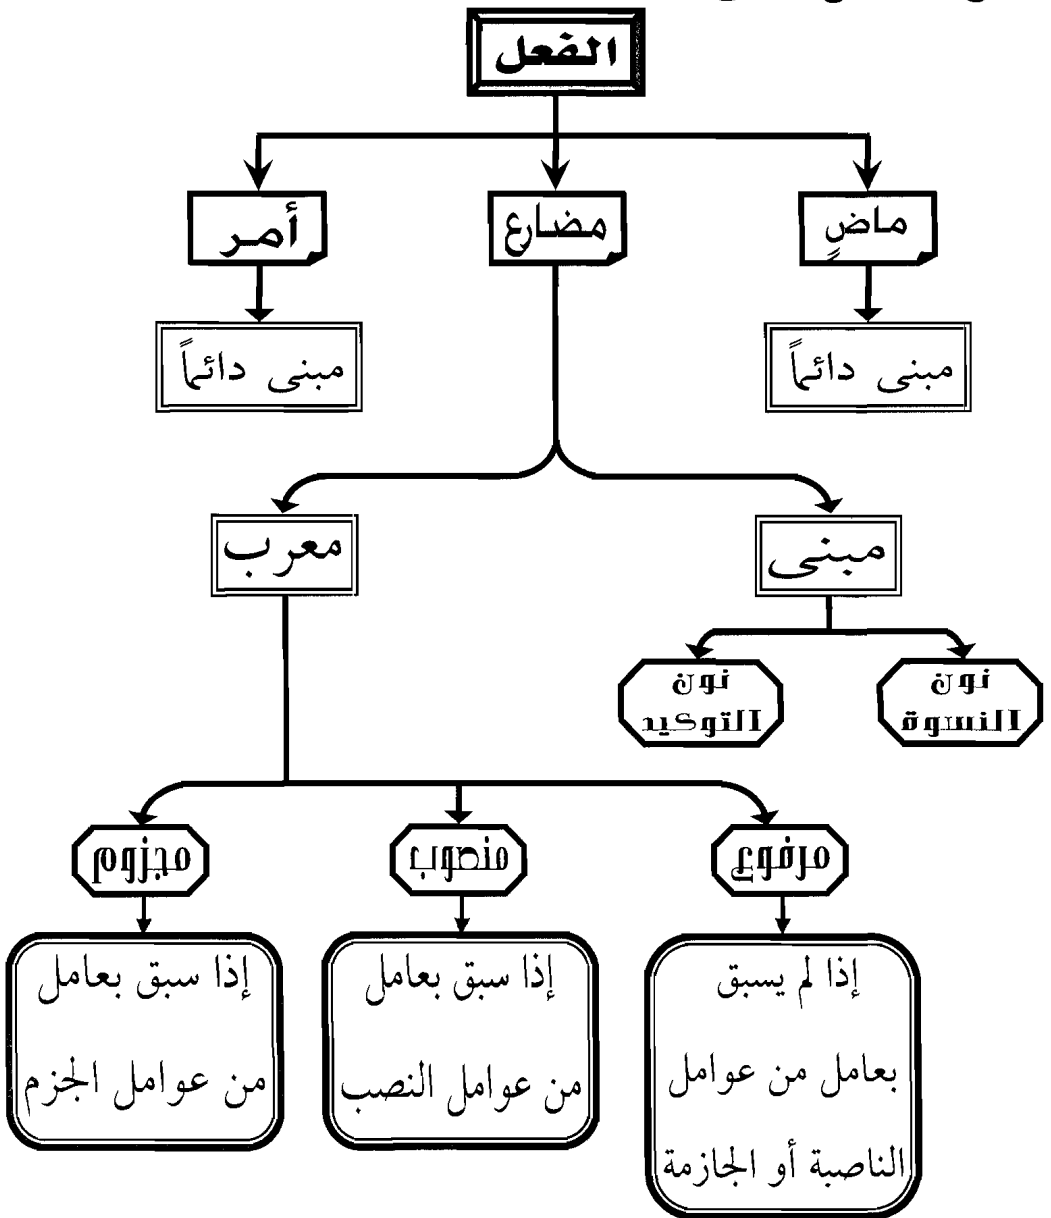 الفعل
ماضٍ
مضارع
أمر
مبنى دائماً
مبنى دائماً
مبنى
معرب
نون
النسوة
نون
التوكيد
مرفوع
منصوب
مجزوم
إذا لم يسبق
بعامل من عوامل
الناصبة أو الجازمة
إذا سبق بعامل
من عوامل النصب
إذا سبق بعامل
من عوامل الجزم